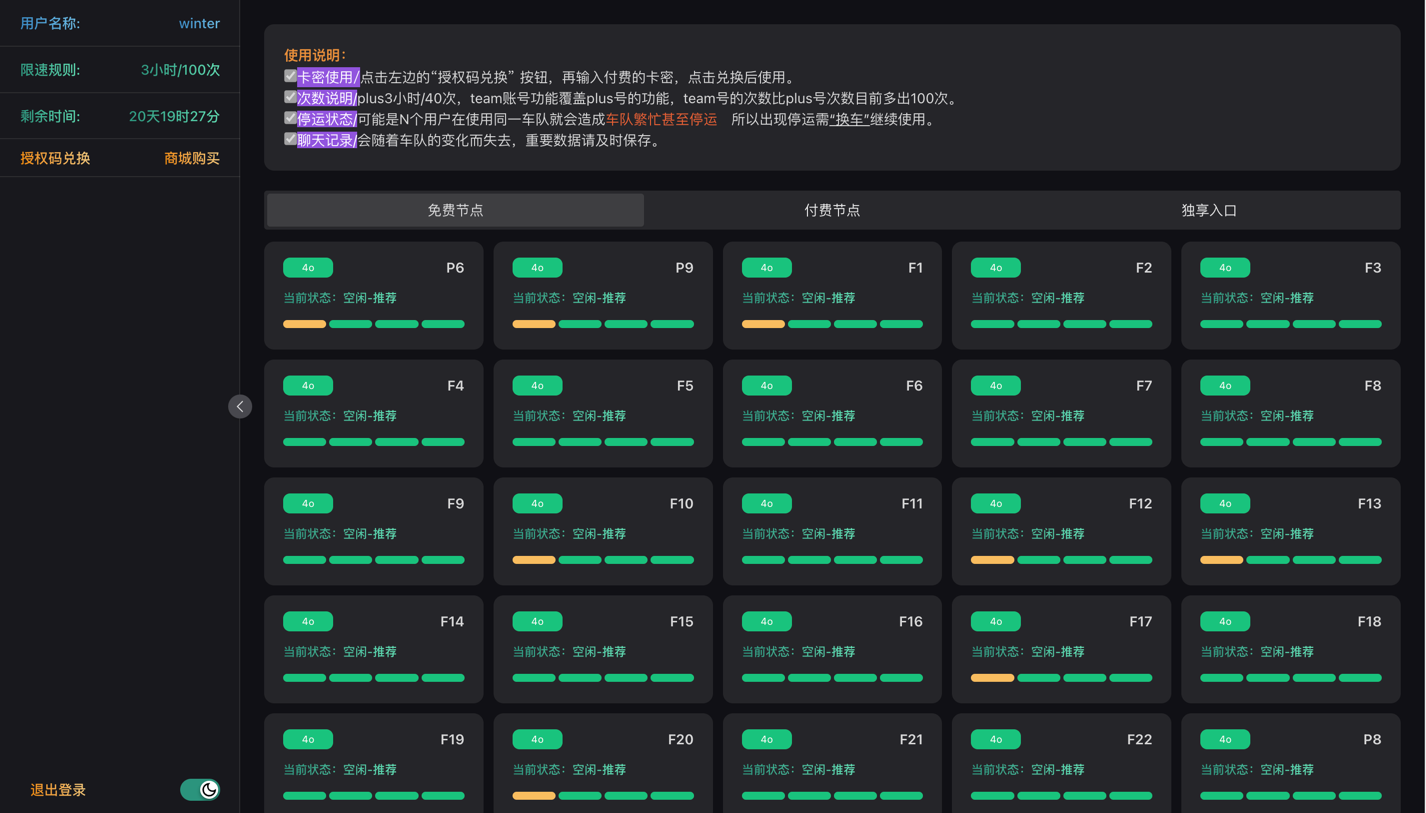 用户名称: winter
限速规则: 3小时/100次
剩余时间: 20天19时27分
授权码兑换 商城购买
退出登录
使用说明：
卡密使用/点击左边的“授权码兑换” 按钮，再输入付费的卡密，点击兑换后使用。
次数说明/plus3小时/40次，team账号功能覆盖plus号的功能，team号的次数比plus号次数目前多出100次。
停运状态/可能是N个用户在使用同一车队就会造成车队繁忙甚至停运 所以出现停运需“换车”继续使用。
聊天记录/会随着车队的变化而失去，重要数据请及时保存。
免费节点 付费节点 独享入口
4o P6 4o P9 4o F1 4o F2 4o F3
当前状态：空闲-推荐 当前状态：空闲-推荐 当前状态：空闲-推荐 当前状态：空闲-推荐 当前状态：空闲-推荐
4o F4 4o F5 4o F6 4o F7 4o F8
当前状态：空闲-推荐 当前状态：空闲-推荐 当前状态：空闲-推荐 当前状态：空闲-推荐 当前状态：空闲-推荐
4o F9 4o F10 4o F11 4o F12 4o F13
当前状态：空闲-推荐 当前状态：空闲-推荐 当前状态：空闲-推荐 当前状态：空闲-推荐 当前状态：空闲-推荐
4o F14 4o F15 4o F16 4o F17 4o F18
当前状态：空闲-推荐 当前状态：空闲-推荐 当前状态：空闲-推荐 当前状态：空闲-推荐 当前状态：空闲-推荐
4o F19 4o F20 4o F21 4o F22 4o P8
当前状态：空闲-推荐 当前状态：空闲-推荐 当前状态：空闲-推荐 当前状态：空闲-推荐 当前状态：空闲-推荐